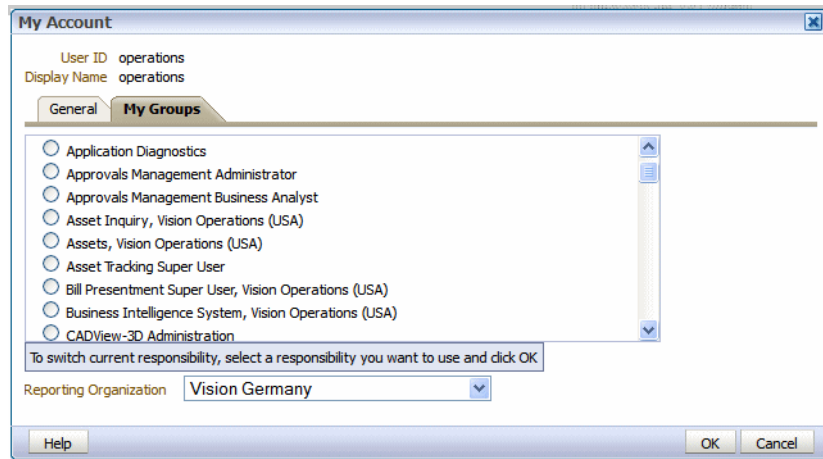 My Account
User ID operations
Display Name operations
General My Groups
Application Diagnostics
Approvals Management Administrator
Approvals Management Business Analyst
Asset Inquiry, Vision Operations (USA)
Assets, Vision Operations (USA)
Asset Tracking Super User
Bill Presentment Super User, Vision Operations (USA)
Business Intelligence System, Vision Operations (USA)
CADView-3D Administration
To switch current responsibility, select a responsibility you want to use and click OK
Reporting Organization Vision Germany
Help OK Cancel